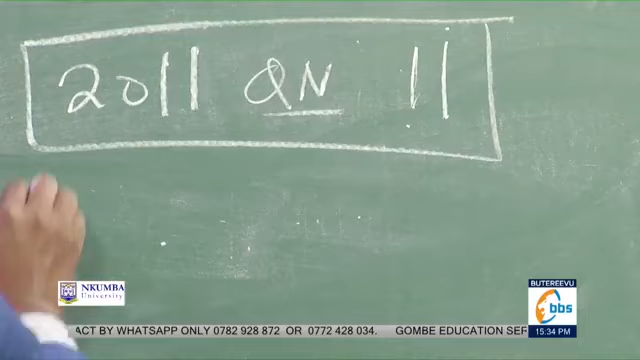 2011 QN 11
NKUMBA
University
BUTEREEVU
bbs
15:34 PM
ACT BY WHATSAPP ONLY 0782 928 872 OR 0772 428 034. GOMBE EDUCATION SER